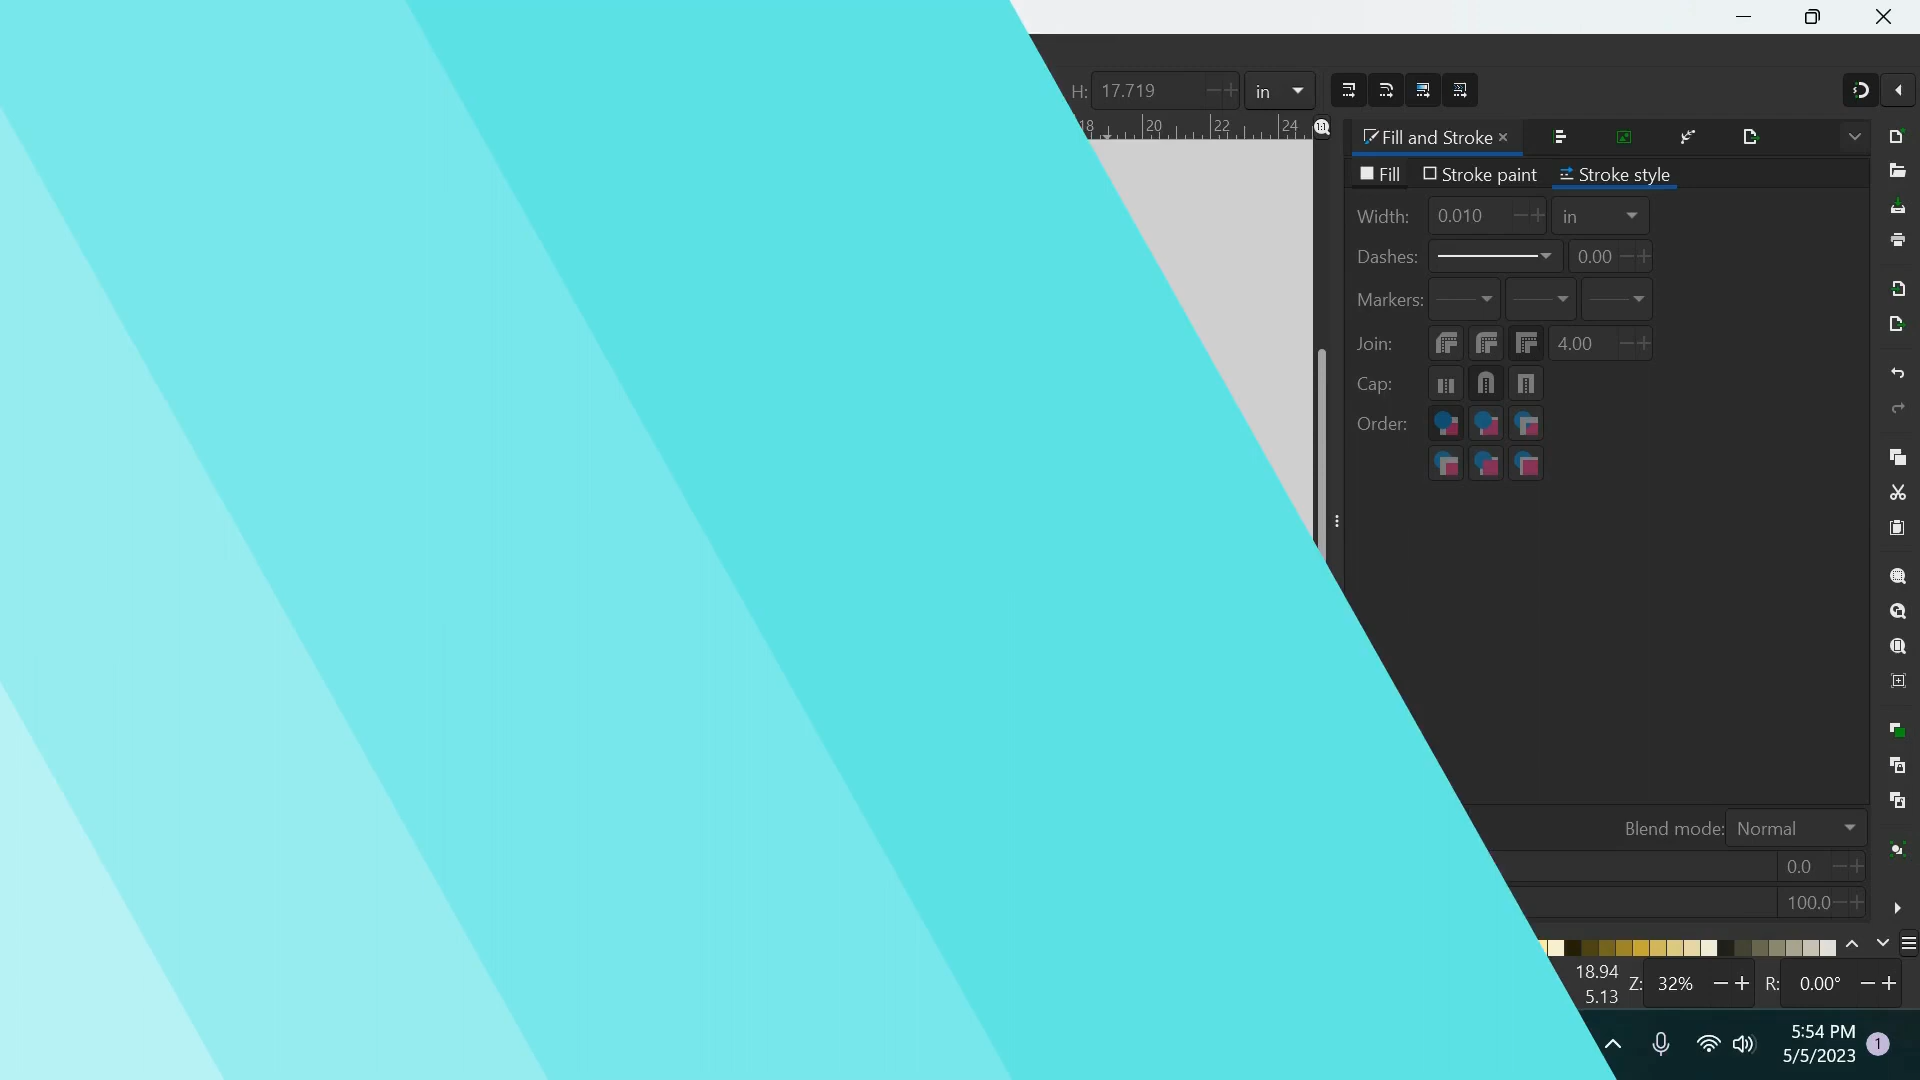 H: 17.719 in
18 20 22 24
Fill and Stroke
Fill Stroke paint Stroke style
Width: 0.010 in
Dashes: 0.00
Markers:
Join: 4.00
Cap:
Order:
Blend mode: Normal
0.0
100.0
18.94 Z: 32% R: 0.00°
5.13
5:54 PM
5/5/2023 1